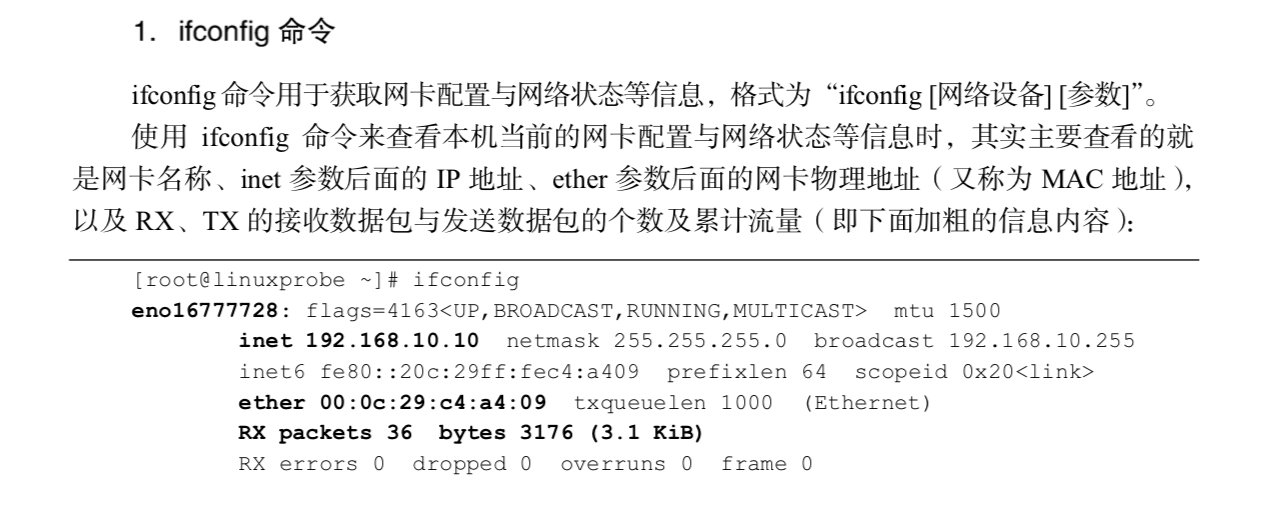 1. ifconfig 命令
ifconfig 命令用于获取网卡配置与网络状态等信息，格式为“ifconfig [网络设备] [参数]”。
使用 ifconfig 命令来查看本机当前的网卡配置与网络状态等信息时，其实主要查看的就
是网卡名称、inet 参数后面的 IP 地址、ether 参数后面的网卡物理地址（又称为 MAC 地址），
以及 RX、TX 的接收数据包与发送数据包的个数及累计流量（即下面加粗的信息内容）：
[root@linuxprobe ~]# ifconfig
eno16777728: flags=4163<UP,BROADCAST,RUNNING,MULTICAST>  mtu 1500
        inet 192.168.10.10  netmask 255.255.255.0  broadcast 192.168.10.255
        inet6 fe80::20c:29ff:fec4:a409  prefixlen 64  scopeid 0x20<link>
        ether 00:0c:29:c4:a4:09  txqueuelen 1000  (Ethernet)
        RX packets 36  bytes 3176 (3.1 KiB)
        RX errors 0  dropped 0  overruns 0  frame 0